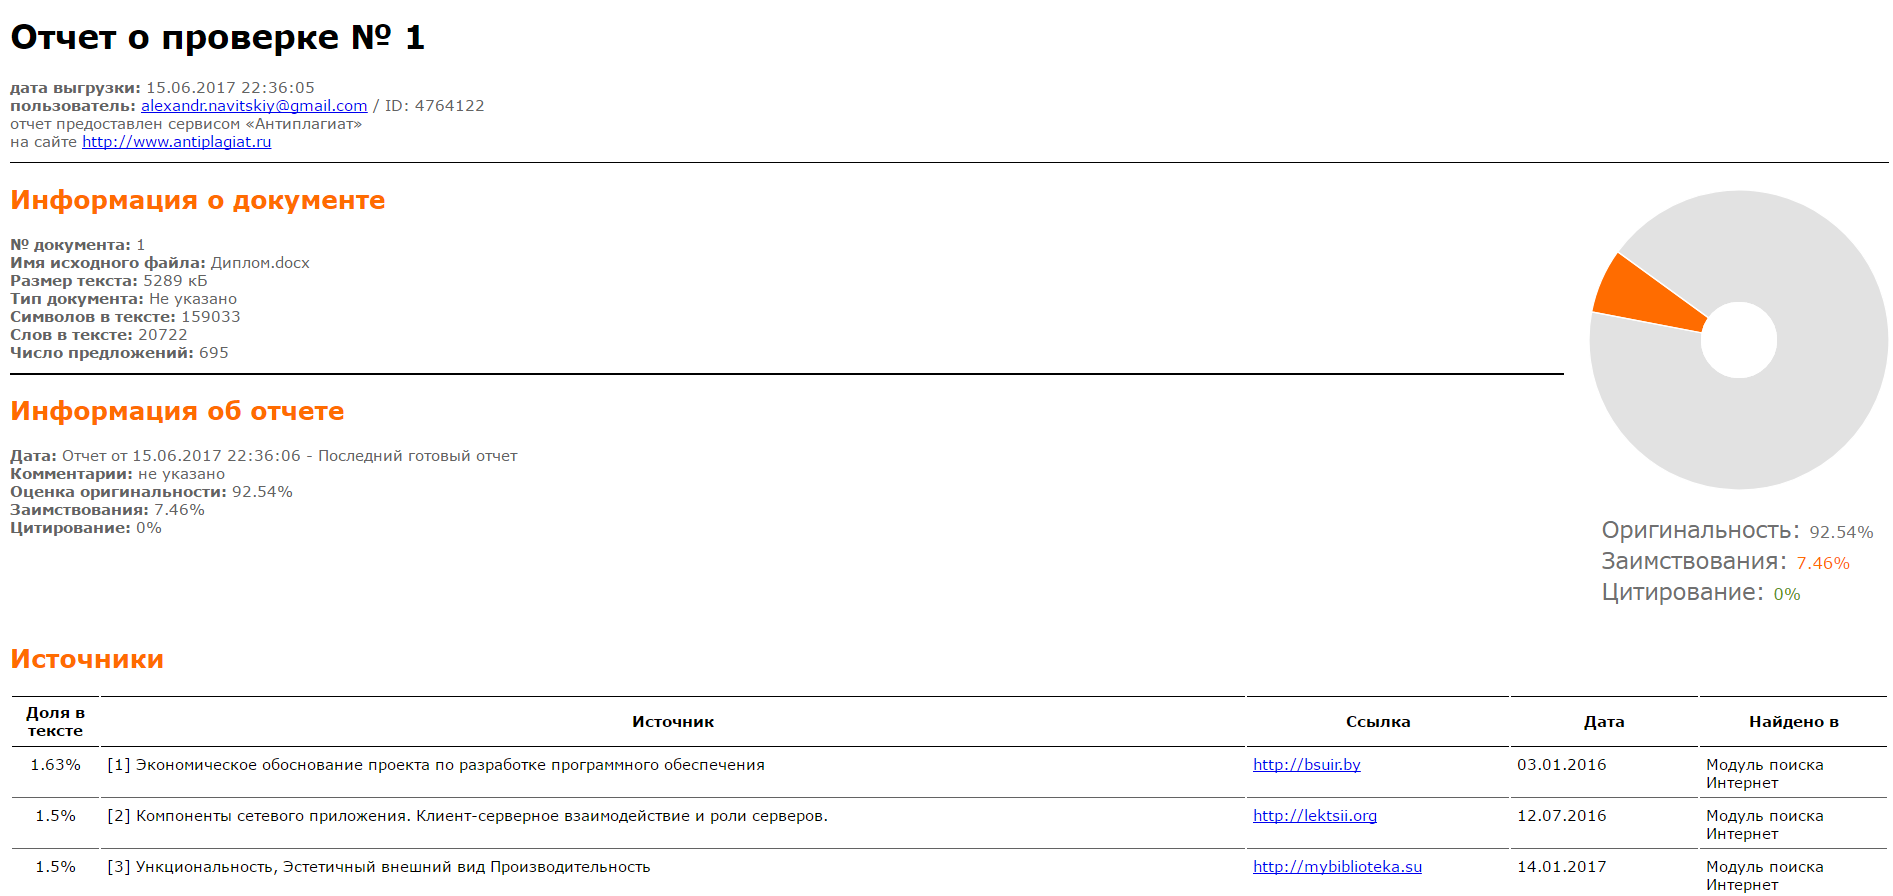 Отчет о проверке № 1
дата выгрузки: 15.06.2017 22:36:05
пользователь: alexandr.navitskiy@gmail.com / ID: 4764122
отчет предоставлен сервисом «Антиплагиат»
на сайте http://www.antiplagiat.ru
Информация о документе
№ документа: 1
Имя исходного файла: Диплом.docx
Размер текста: 5289 кБ
Тип документа: Не указано
Символов в тексте: 159033
Слов в тексте: 20722
Число предложений: 695
Информация об отчете
Дата: Отчет от 15.06.2017 22:36:06 - Последний готовый отчет
Комментарии: не указано
Оценка оригинальности: 92.54%
Заимствования: 7.46%
Цитирование: 0%
Оригинальность: 92.54%
Заимствования: 7.46%
Цитирование: 0%
Источники
Доля в
тексте
Источник
Ссылка
Дата
Найдено в
1.63% [1] Экономическое обоснование проекта по разработке программного обеспечения http://bsuir.by 03.01.2016 Модуль поиска
Интернет
1.5% [2] Компоненты сетевого приложения. Клиент-серверное взаимодействие и роли серверов. http://lektsii.org 12.07.2016 Модуль поиска
Интернет
1.5% [3] Ункциональность, Эстетичный внешний вид Производительность http://mybiblioteka.su 14.01.2017 Модуль поиска
Интернет